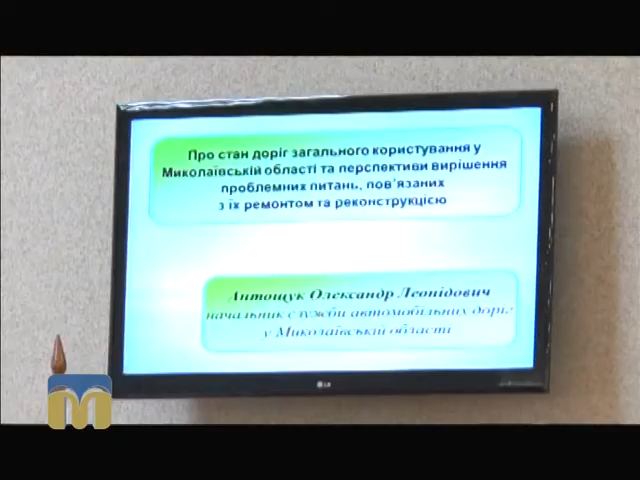 Про стан доріг загального користування у
Миколаївській області та перспективи вирішення
проблемних питань, пов'язаних
з їх ремонтом та реконструкцією
Антощук Олександр Леонідович
начальник служби автомобільних доріг
у Миколаївській області
LG
М